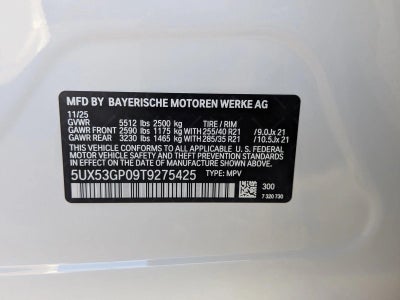 MFD BY BAYERISCHE MOTOREN WERKE AG
11/25
GVWR 5512 lbs 2500 kg TIRE / RIM
GAWR FRONT 2590 lbs 1175 kg WITH 255/40 R21 / 9.0Jx 21
GAWR REAR 3230 lbs 1465 kg WITH 285/35 R21 / 10.5Jx 21
THIS VEHICLE CONFORMS TO ALL APPLICABLE U.S. FEDERAL
MOTOR VEHICLE SAFETY AND THEFT PREVENTION STANDARDS
IN EFFECT ON THE DATE OF MANUFACTURE SHOWN ABOVE.
5UX53GP09T9275425 TYPE: MPV
300
7 320 730